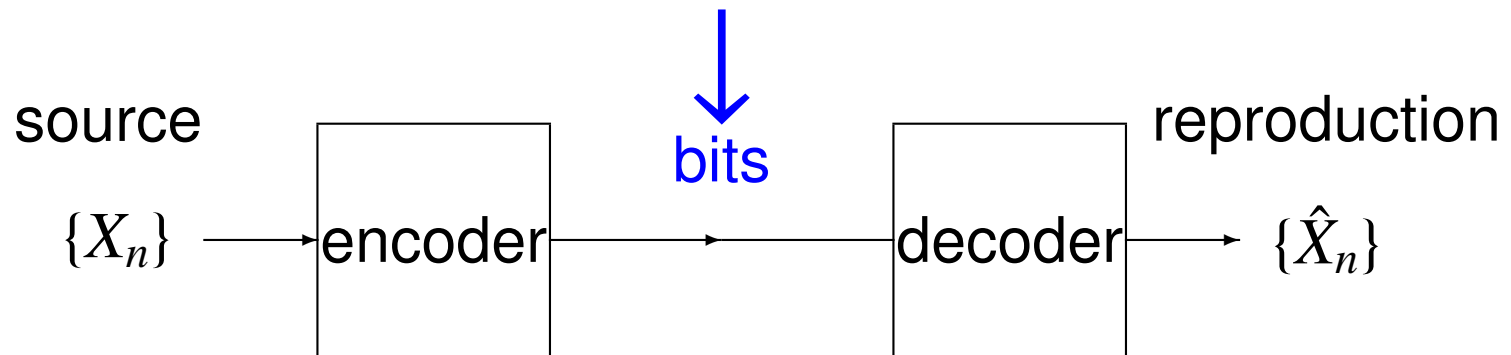 source
reproduction
bits
{Xₙ}
encoder
decoder
{X̂ₙ}